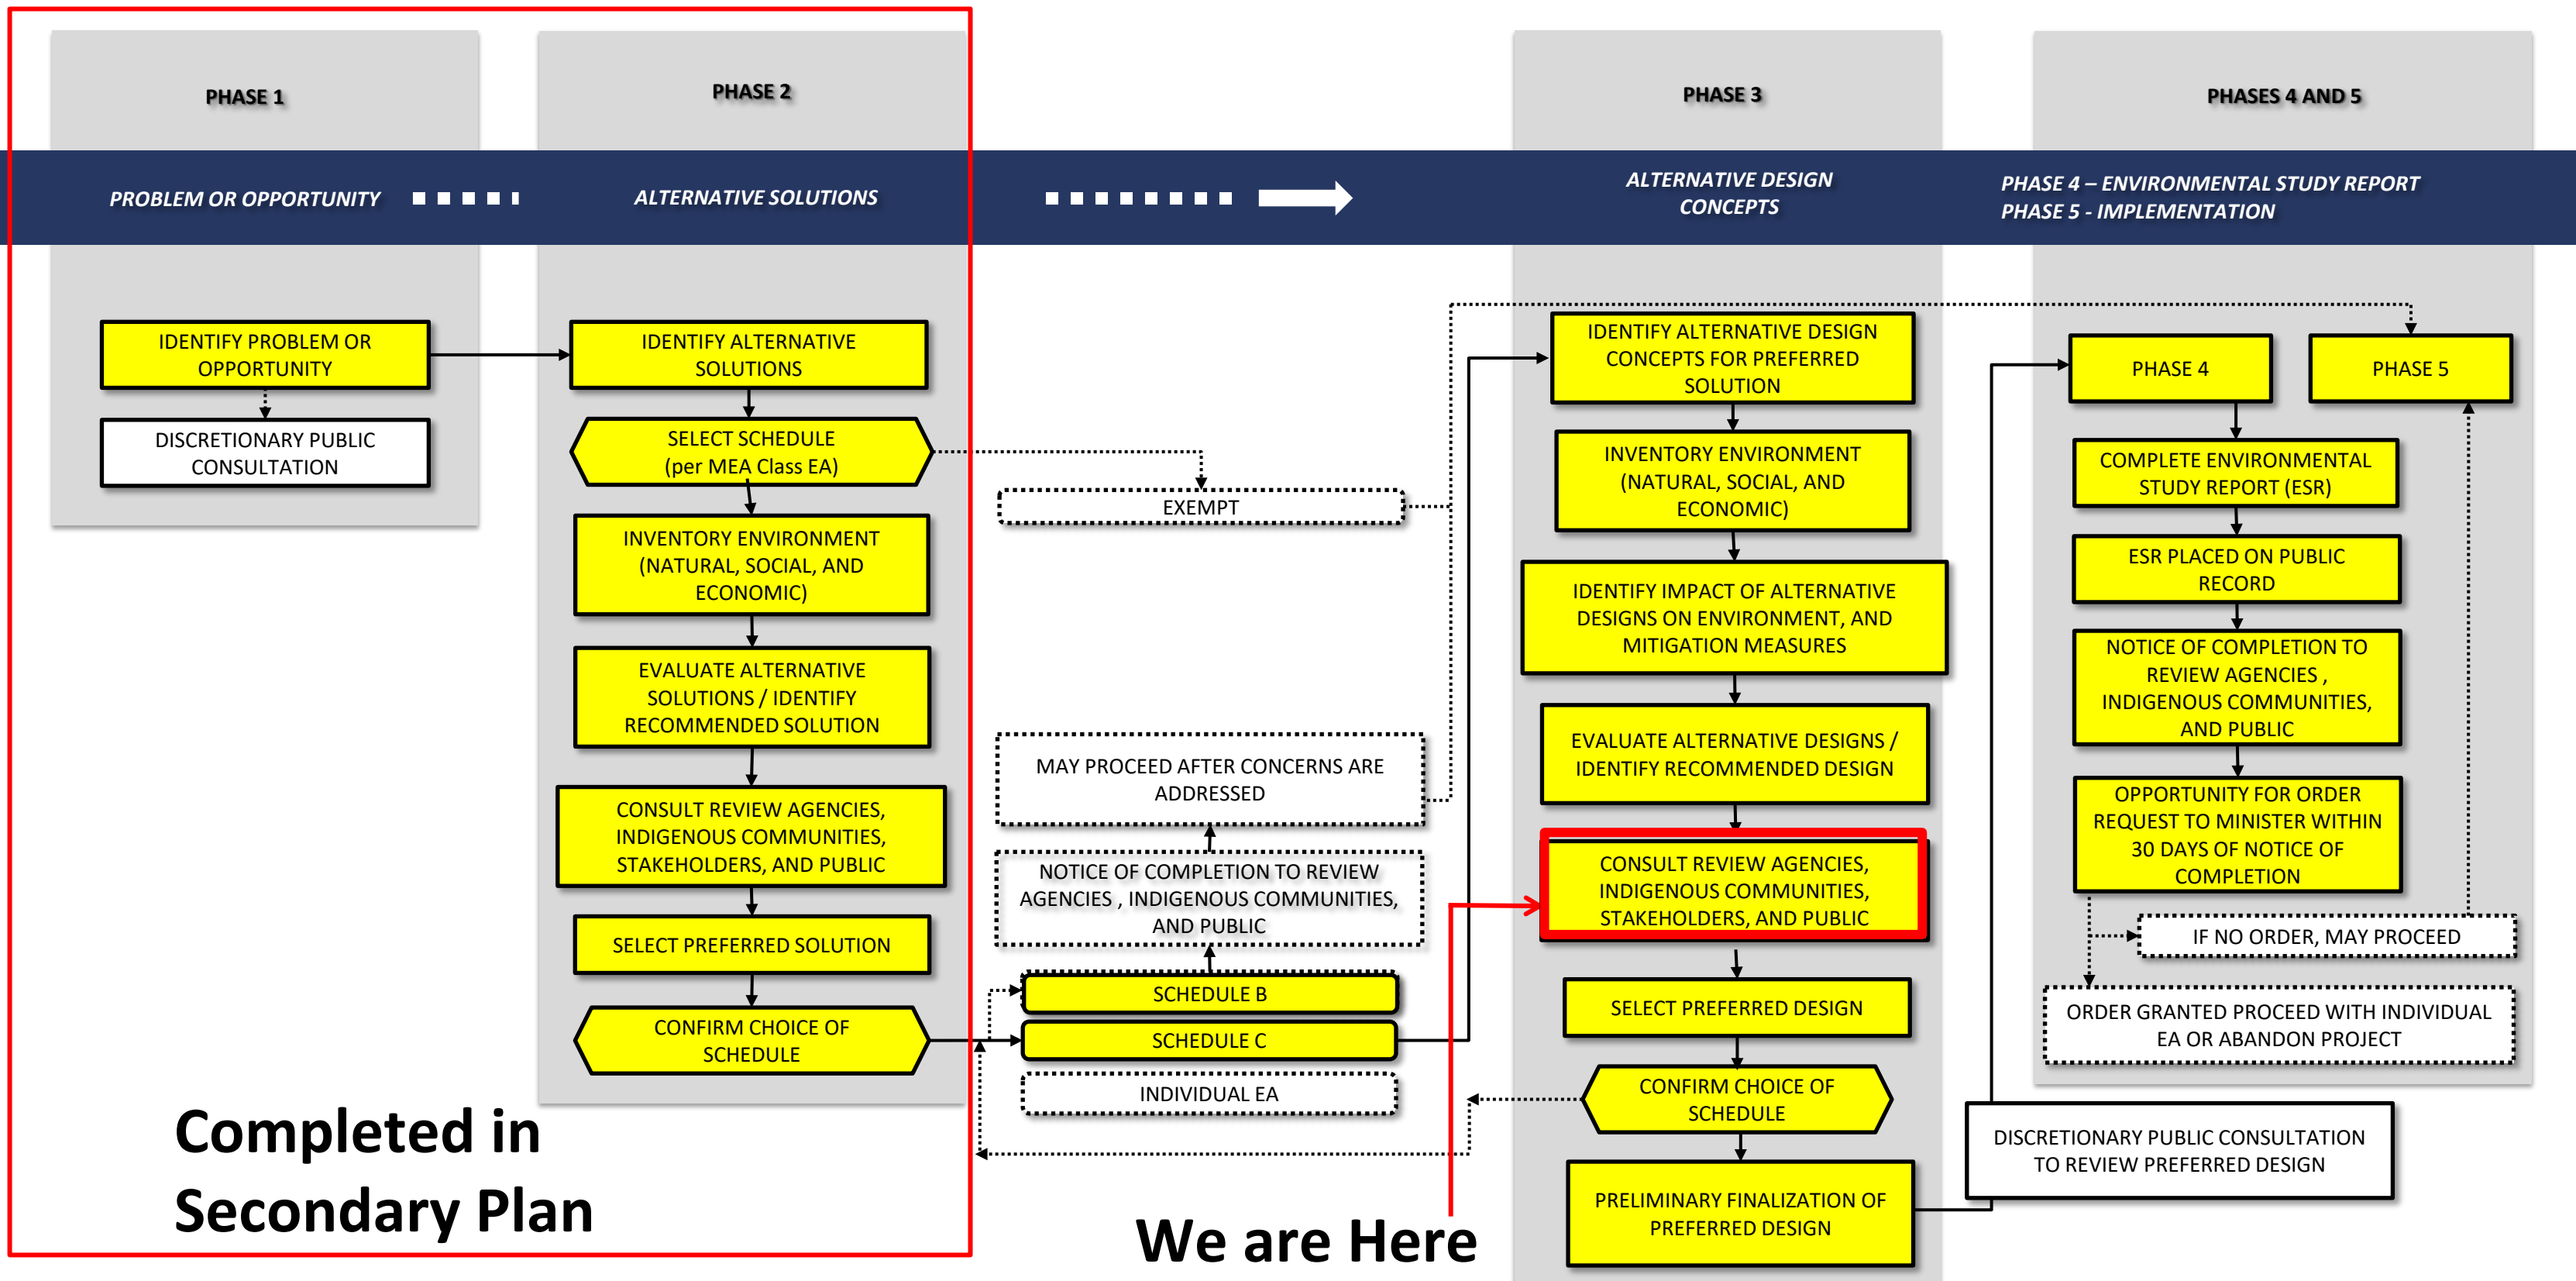 PHASE 1
PROBLEM OR OPPORTUNITY
IDENTIFY PROBLEM OR
OPPORTUNITY
DISCRETIONARY PUBLIC
CONSULTATION
PHASE 2
ALTERNATIVE SOLUTIONS
IDENTIFY ALTERNATIVE
SOLUTIONS
SELECT SCHEDULE
(per MEA Class EA)
INVENTORY ENVIRONMENT
(NATURAL, SOCIAL, AND
ECONOMIC)
EVALUATE ALTERNATIVE
SOLUTIONS / IDENTIFY
RECOMMENDED SOLUTION
CONSULT REVIEW AGENCIES,
INDIGENOUS COMMUNITIES,
STAKEHOLDERS, AND PUBLIC
SELECT PREFERRED SOLUTION
CONFIRM CHOICE OF
SCHEDULE
Completed in
Secondary Plan
EXEMPT
MAY PROCEED AFTER CONCERNS ARE
ADDRESSED
NOTICE OF COMPLETION TO REVIEW
AGENCIES , INDIGENOUS COMMUNITIES,
AND PUBLIC
SCHEDULE B
SCHEDULE C
INDIVIDUAL EA
We are Here
PHASE 3
ALTERNATIVE DESIGN
CONCEPTS
IDENTIFY ALTERNATIVE DESIGN
CONCEPTS FOR PREFERRED
SOLUTION
INVENTORY ENVIRONMENT
(NATURAL, SOCIAL, AND
ECONOMIC)
IDENTIFY IMPACT OF ALTERNATIVE
DESIGNS ON ENVIRONMENT, AND
MITIGATION MEASURES
EVALUATE ALTERNATIVE DESIGNS /
IDENTIFY RECOMMENDED DESIGN
CONSULT REVIEW AGENCIES,
INDIGENOUS COMMUNITIES,
STAKEHOLDERS, AND PUBLIC
SELECT PREFERRED DESIGN
CONFIRM CHOICE OF
SCHEDULE
PRELIMINARY FINALIZATION OF
PREFERRED DESIGN
PHASES 4 AND 5
PHASE 4 – ENVIRONMENTAL STUDY REPORT
PHASE 5 - IMPLEMENTATION
PHASE 4
PHASE 5
COMPLETE ENVIRONMENTAL
STUDY REPORT (ESR)
ESR PLACED ON PUBLIC
RECORD
NOTICE OF COMPLETION TO
REVIEW AGENCIES ,
INDIGENOUS COMMUNITIES,
AND PUBLIC
OPPORTUNITY FOR ORDER
REQUEST TO MINISTER WITHIN
30 DAYS OF NOTICE OF
COMPLETION
IF NO ORDER, MAY PROCEED
ORDER GRANTED PROCEED WITH INDIVIDUAL
EA OR ABANDON PROJECT
DISCRETIONARY PUBLIC CONSULTATION
TO REVIEW PREFERRED DESIGN